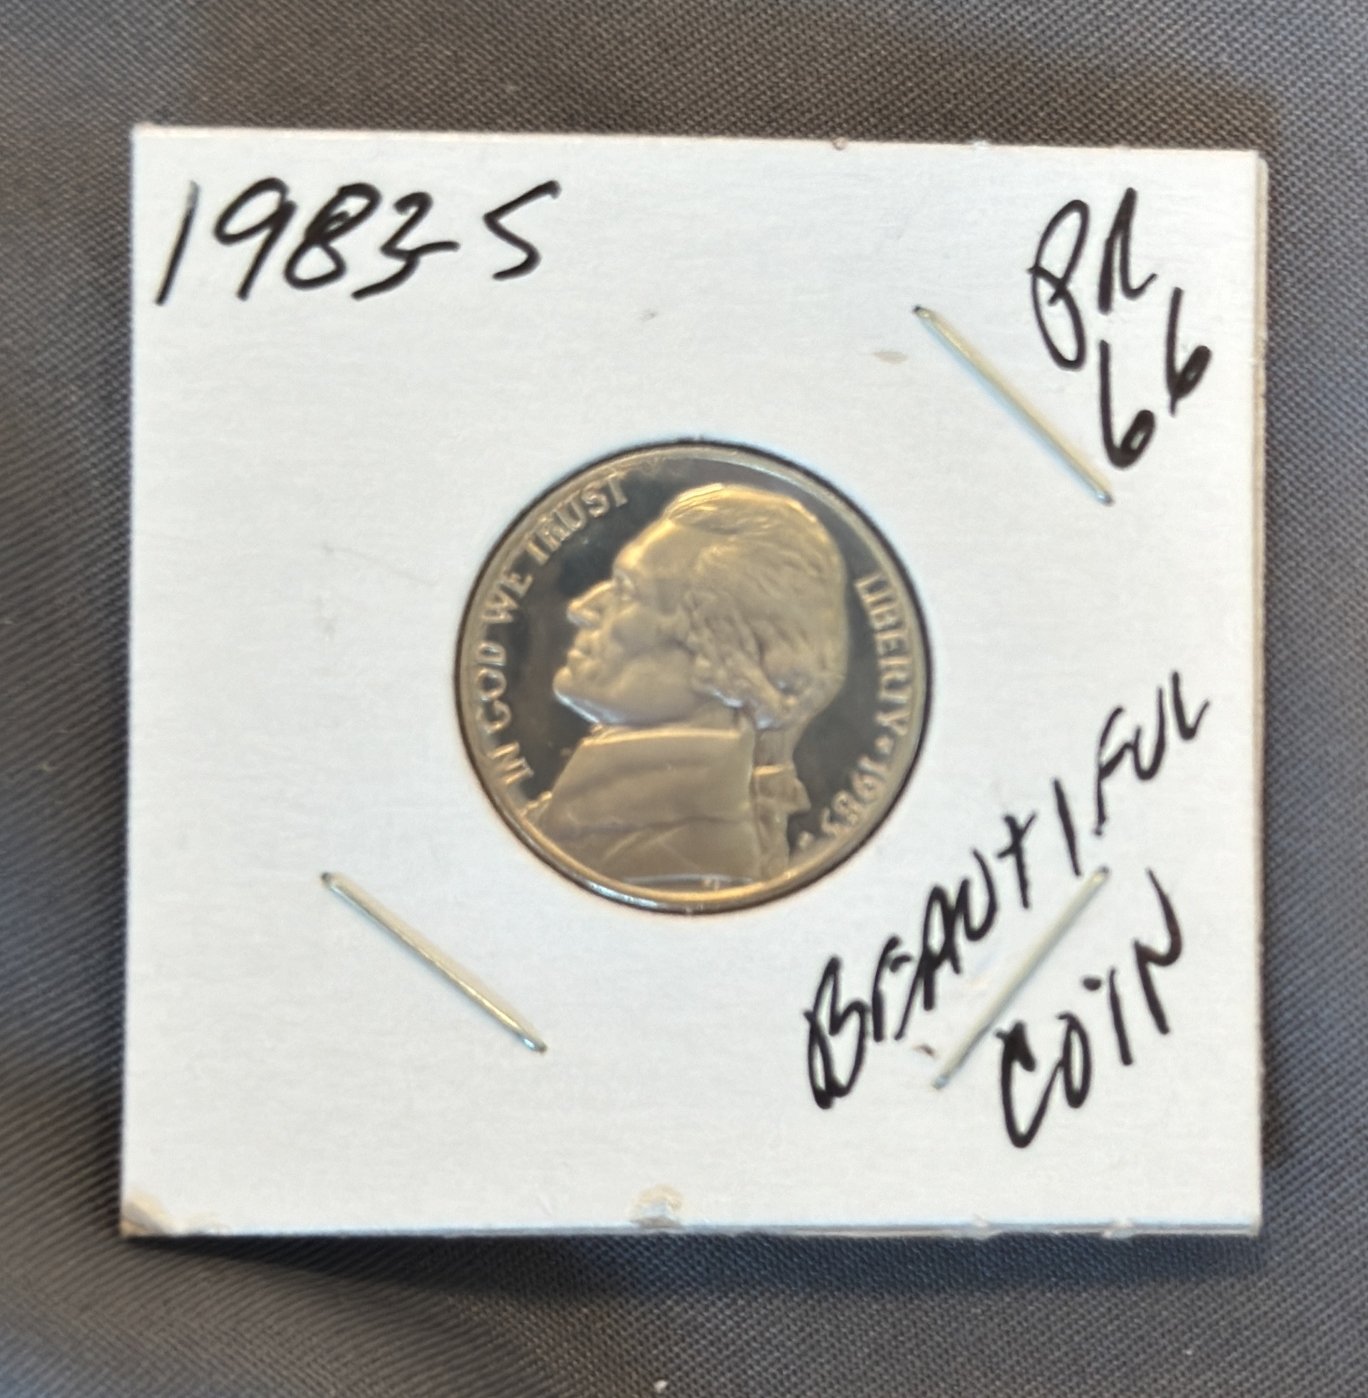 1983-S
PR
66
IN GOD WE TRUST
LIBERTY ★ 1983
BEAUTIFUL
COIN